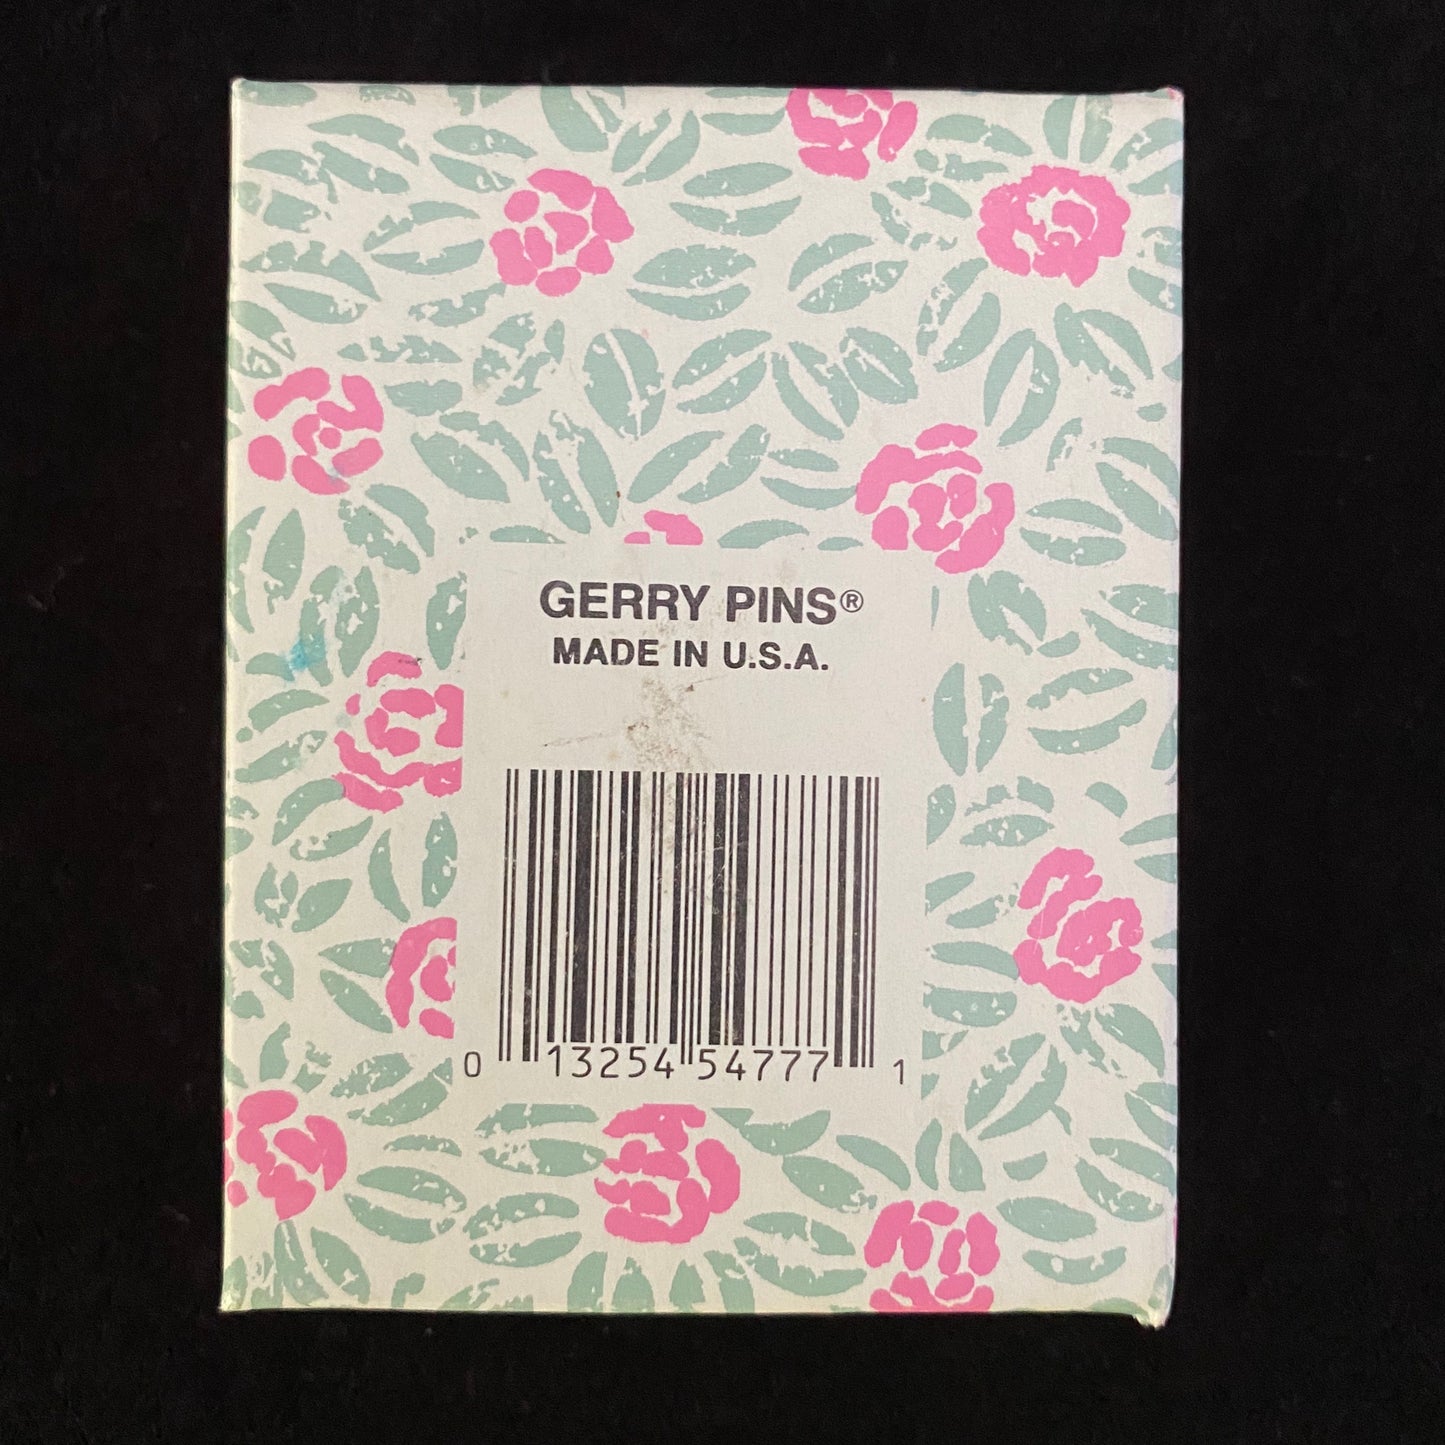 GERRY PINS®
MADE IN U.S.A.
0 13254 54777 1